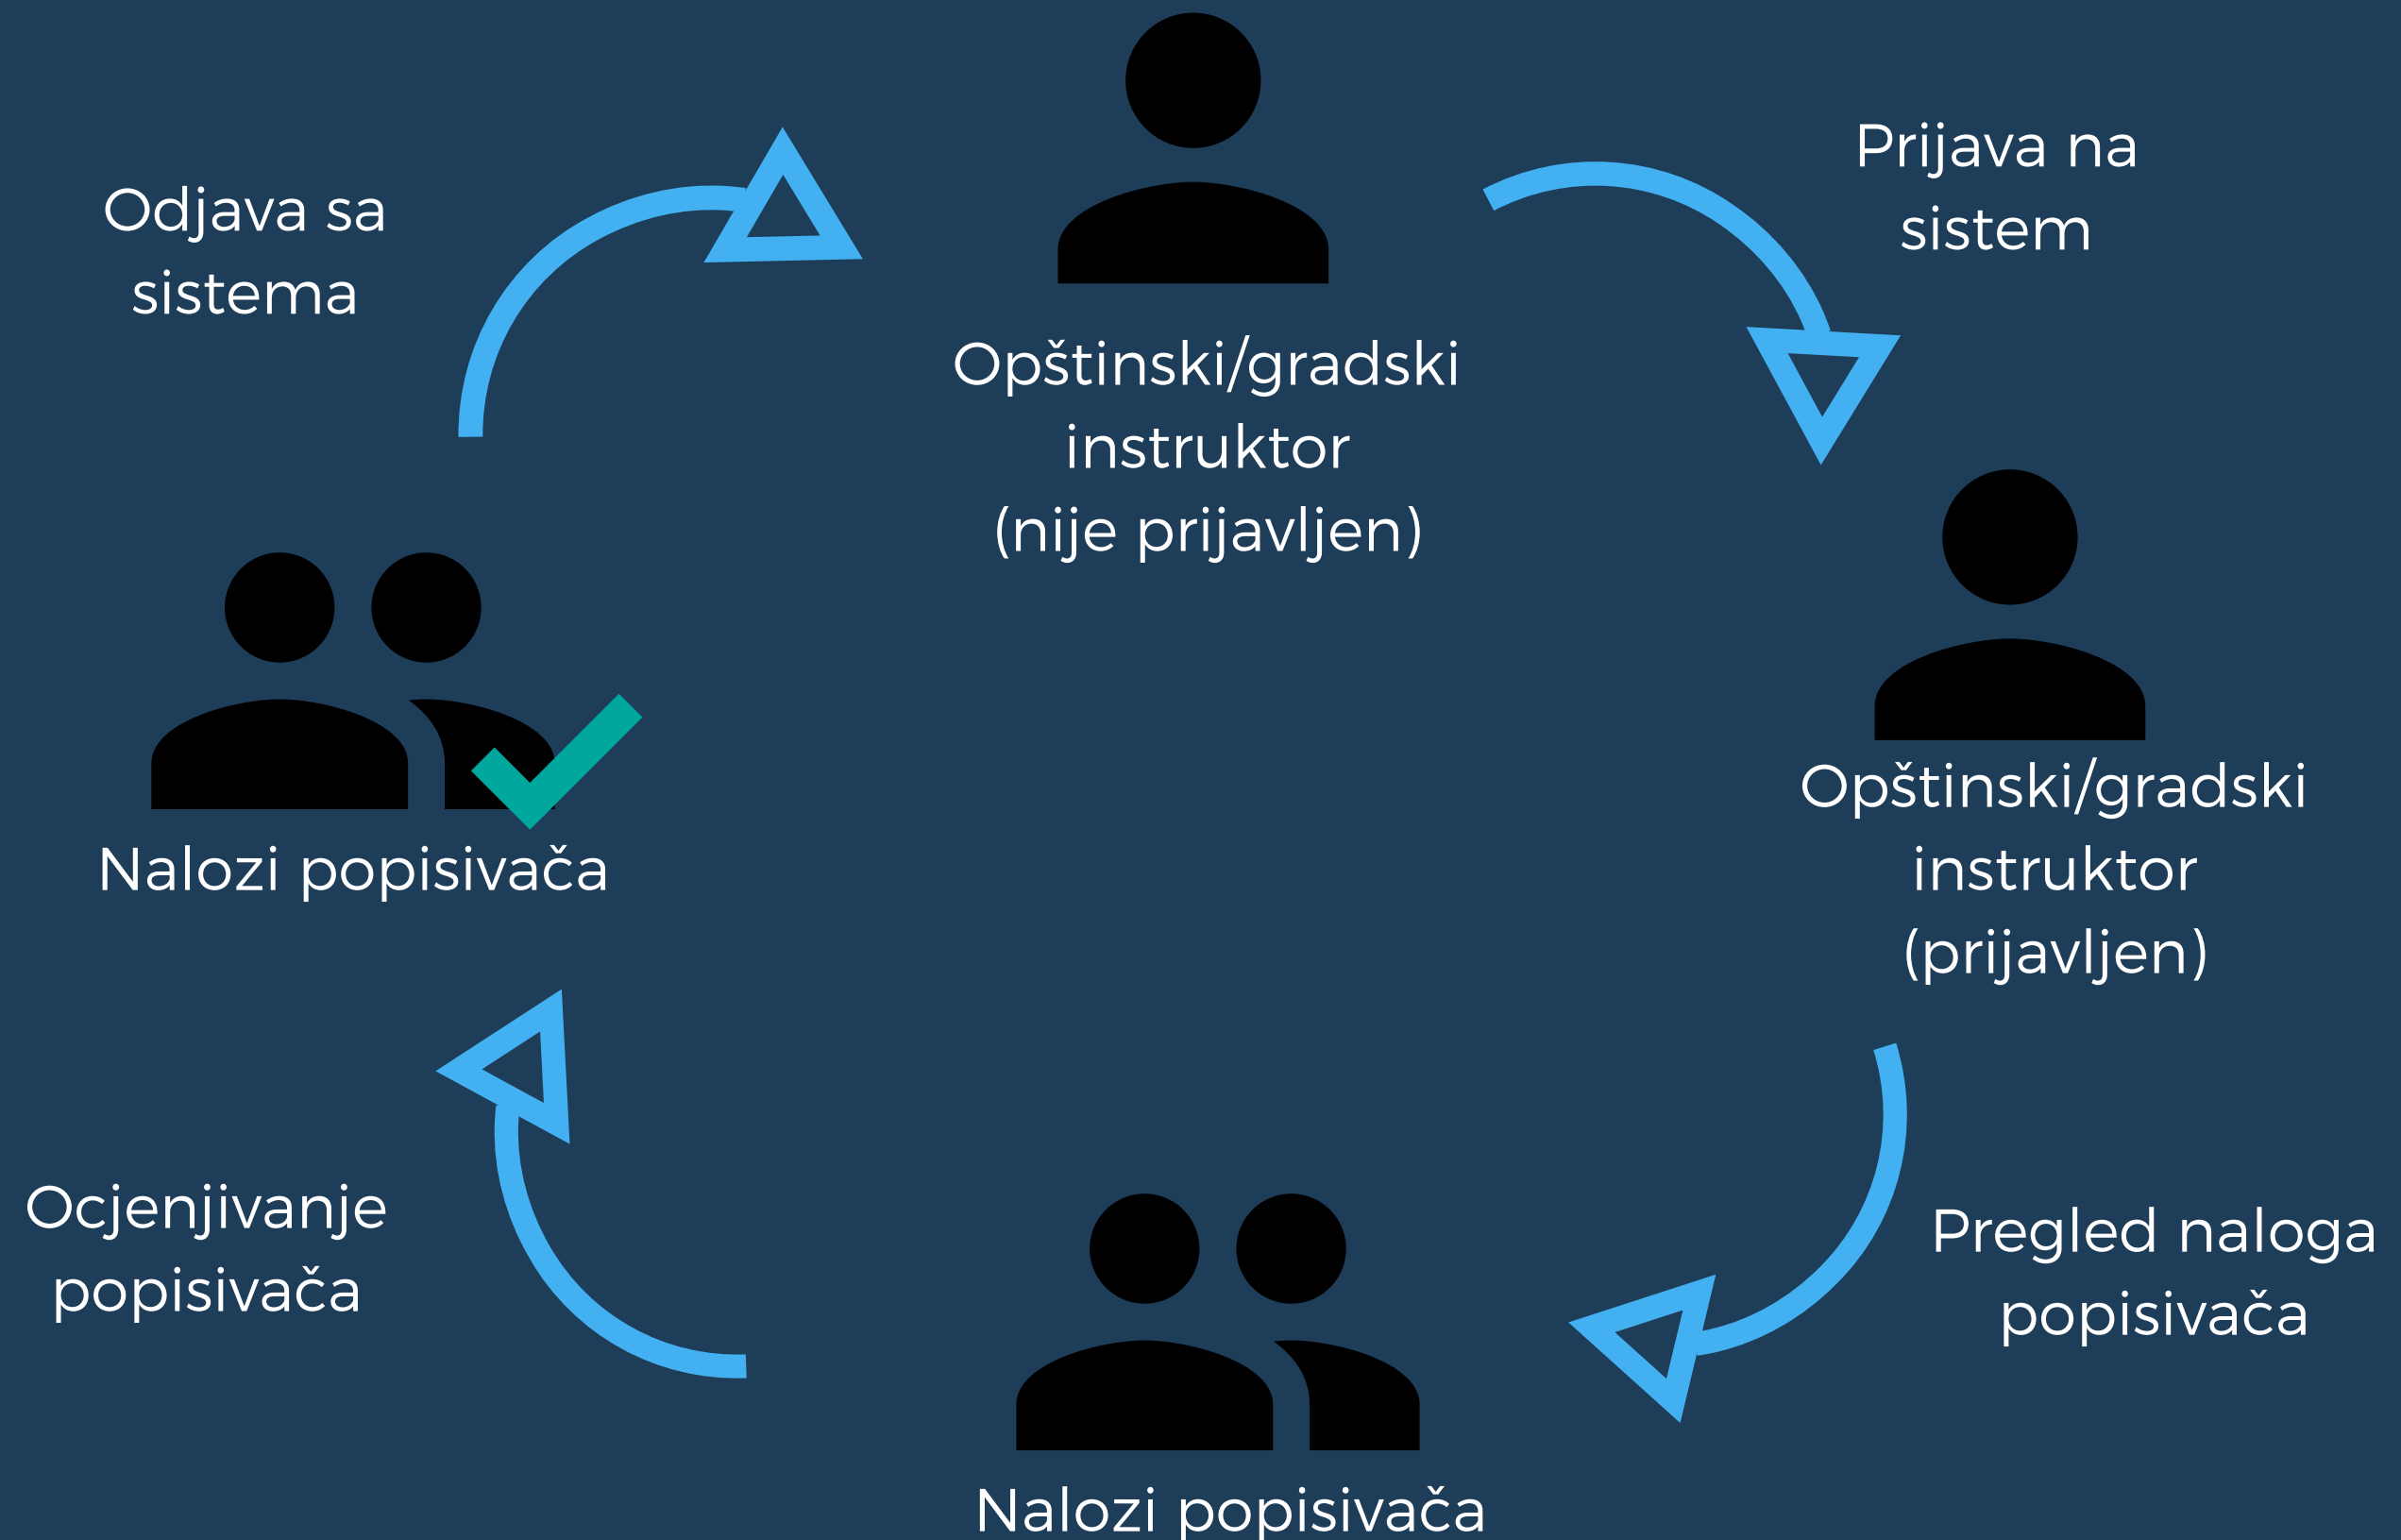 Odjava sa
sistema
Opštinski/gradski
instruktor
(nije prijavljen)
Prijava na
sistem
Opštinski/gradski
instruktor
(prijavljen)
Pregled naloga
popisivača
Nalozi popisivača
Ocjenjivanje
popisivača
Nalozi popisivača